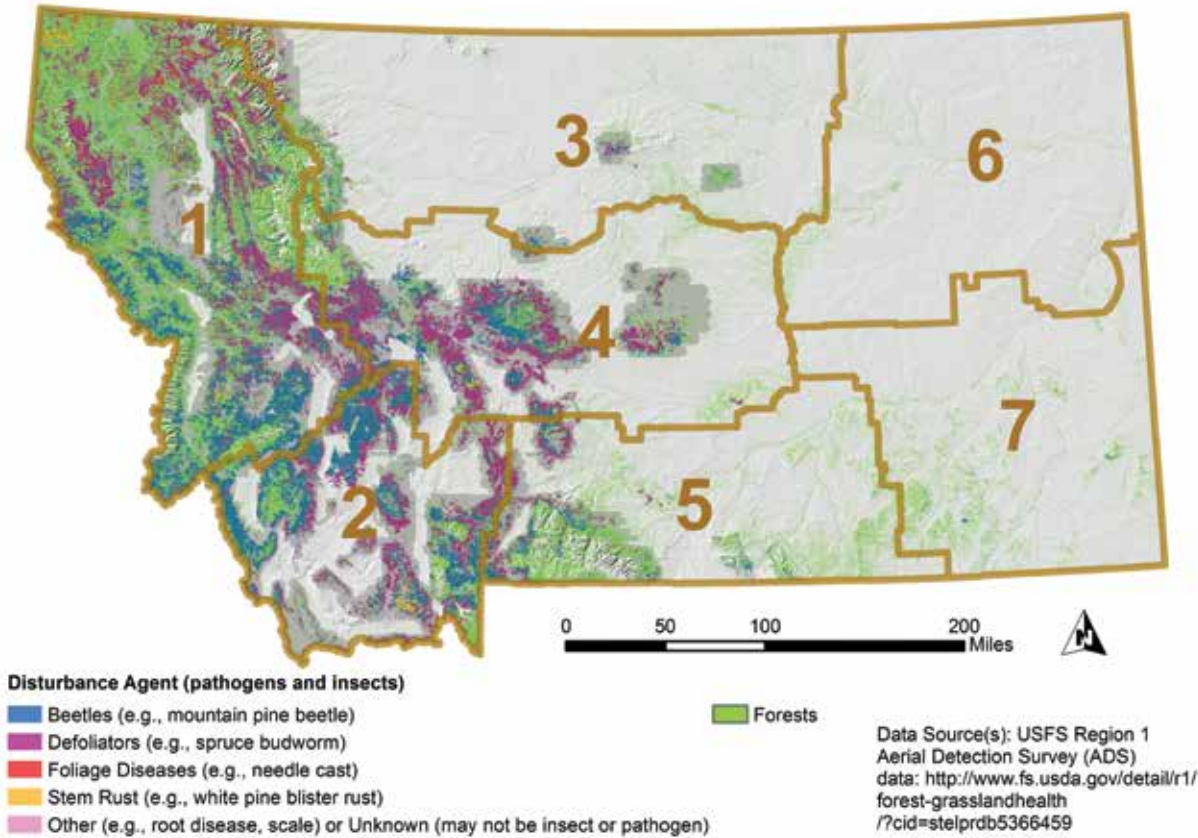 3
6
1
4
7
2
5
0 50 100 200
Miles
N
Disturbance Agent (pathogens and insects)
Beetles (e.g., mountain pine beetle)
Defoliators (e.g., spruce budworm)
Foliage Diseases (e.g., needle cast)
Stem Rust (e.g., white pine blister rust)
Other (e.g., root disease, scale) or Unknown (may not be insect or pathogen)
Forests
Data Source(s): USFS Region 1
Aerial Detection Survey (ADS)
data: http://www.fs.usda.gov/detail/r1/
forest-grasslandhealth
/?cid=stelprdb5366459